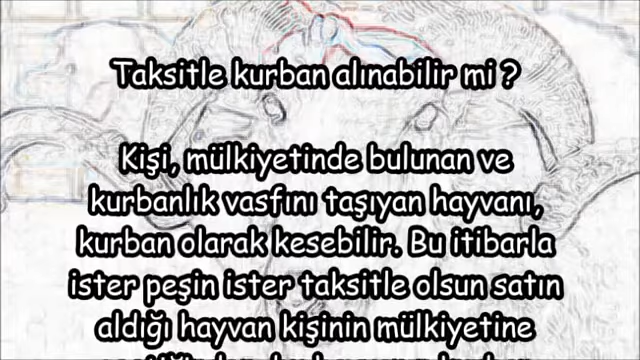 Taksitle kurban alınabilir mi ?
Kişi, mülkiyetinde bulunan ve
kurbanlık vasfını taşıyan hayvanı,
kurban olarak kesebilir. Bu itibarla
ister peşin ister taksitle olsun satın
aldığı hayvan kişinin mülkiyetine